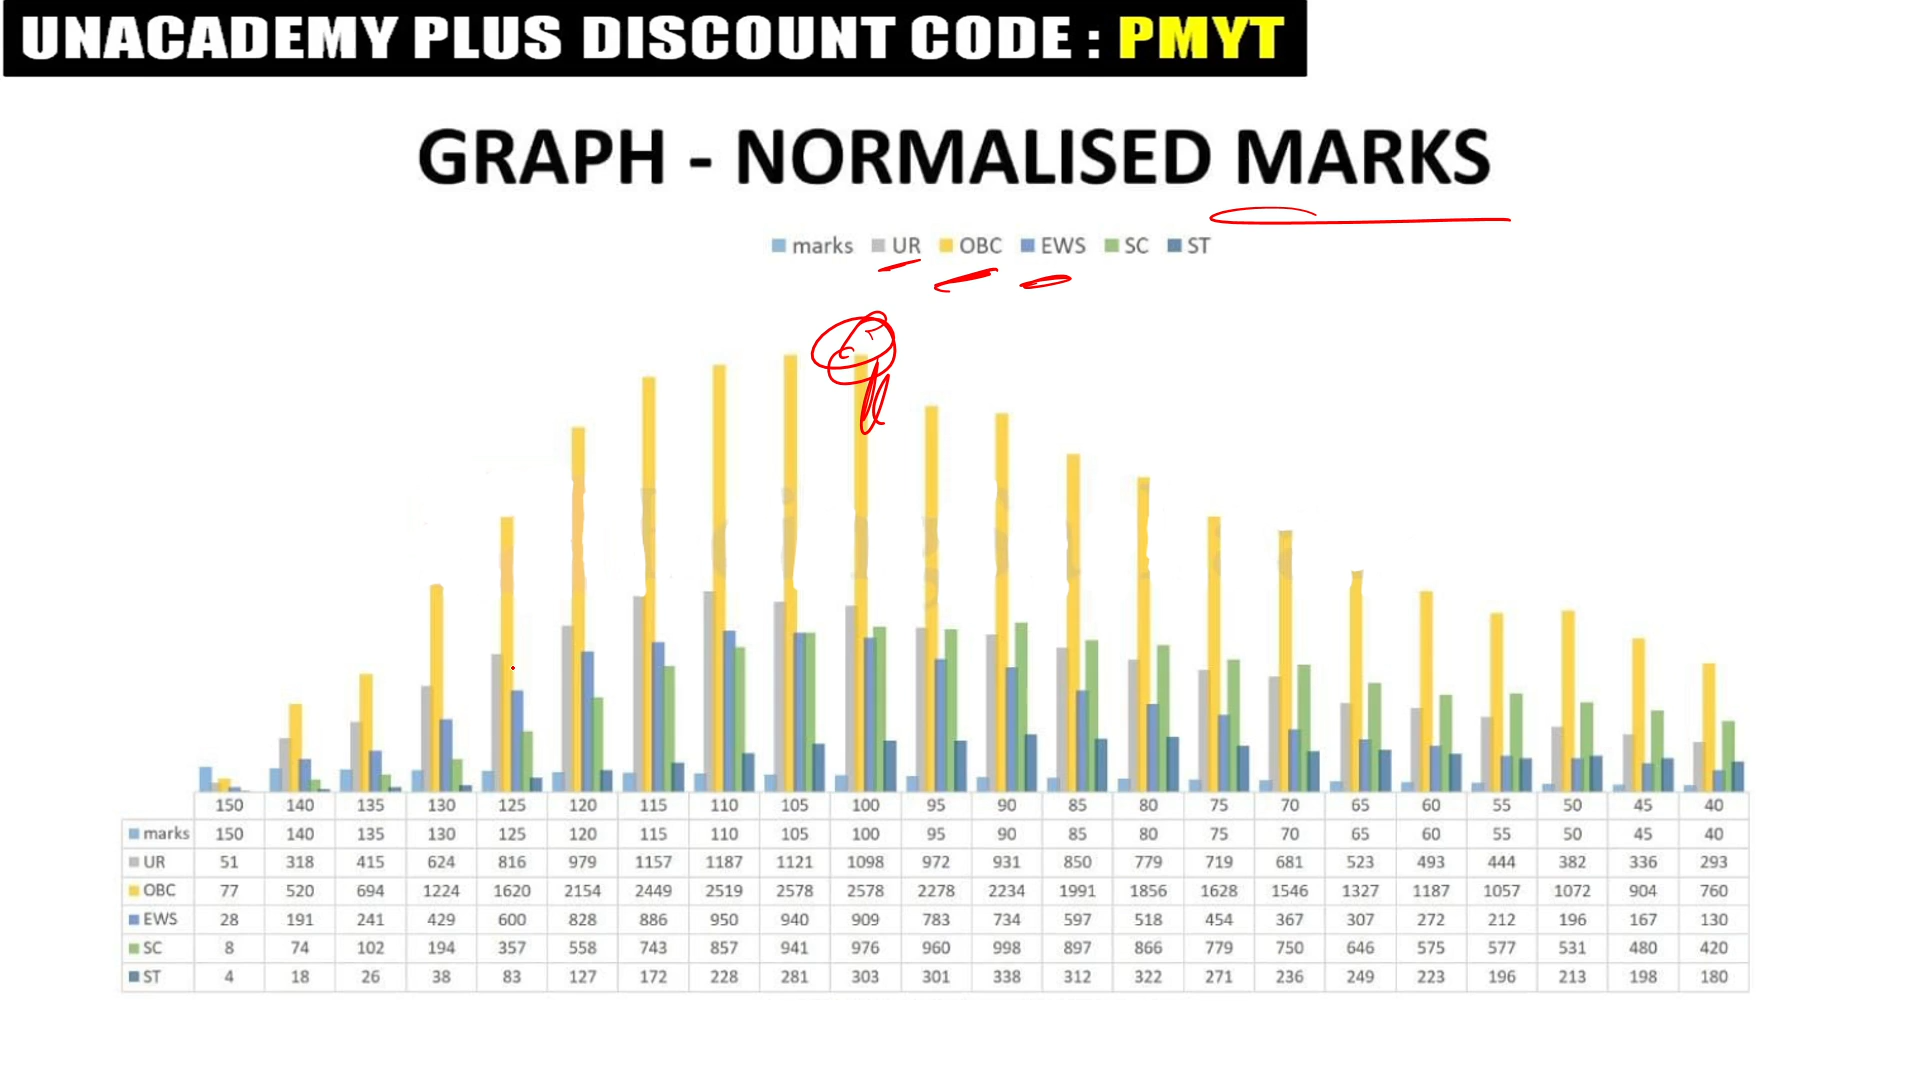 UNACADEMY PLUS DISCOUNT CODE : PMYT
GRAPH - NORMALISED MARKS
marks UR OBC EWS SC ST
150 140 135 130 125 120 115 110 105 100 95 90 85 80 75 70 65 60 55 50 45 40
marks 150 140 135 130 125 120 115 110 105 100 95 90 85 80 75 70 65 60 55 50 45 40
UR 51 318 415 624 816 979 1157 1187 1121 1098 972 931 850 779 719 681 523 493 444 382 336 293
OBC 77 520 694 1224 1620 2154 2449 2519 2578 2578 2278 2234 1991 1856 1628 1546 1327 1187 1057 1072 904 760
EWS 28 191 241 429 600 828 886 950 940 909 783 734 597 518 454 367 307 272 212 196 167 130
SC 8 74 102 194 357 558 743 857 941 976 960 998 897 866 779 750 646 575 577 531 480 420
ST 4 18 26 38 83 127 172 228 281 303 301 338 312 322 271 236 249 223 196 213 198 180